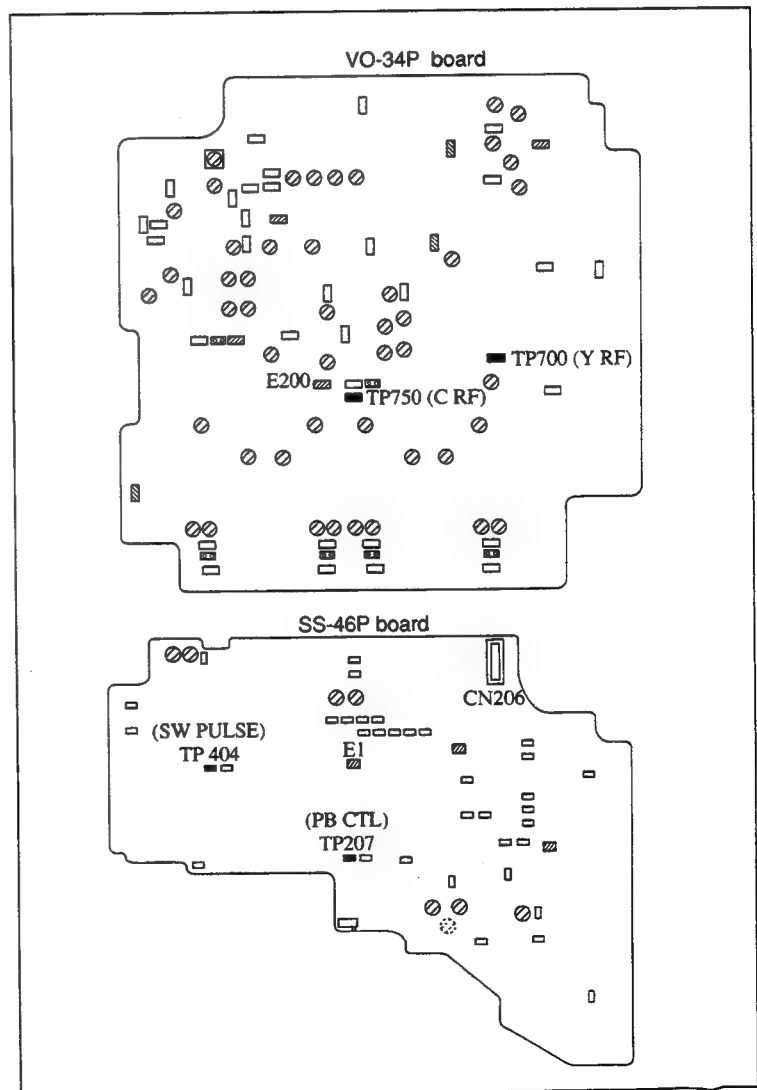 VO-34P board
TP700 (Y RF)
E200
TP750 (C RF)
SS-46P board
CN206
(SW PULSE)
TP 404
E1
(PB CTL)
TP207